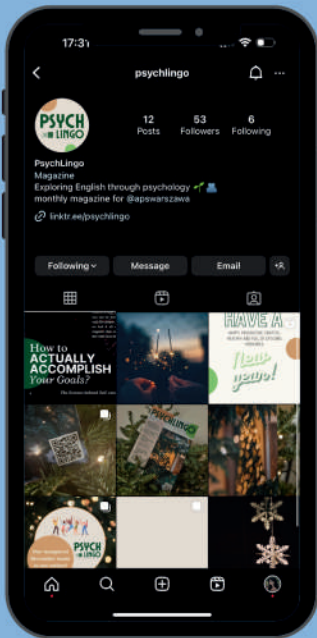 17:31
psychlingo
PSYCH
LINGO
12
53
6
Posts
Followers
Following
PsychLingo
Magazine
Exploring English through psychology
monthly magazine for @apswarszawa
linktr.ee/psychlingo
Following
Message
Email
How to
ACTUALLY
ACCOMPLISH
Your Goals?
HAVE A
New
year!
PSYCHLINGO
PSYCH
LINGO